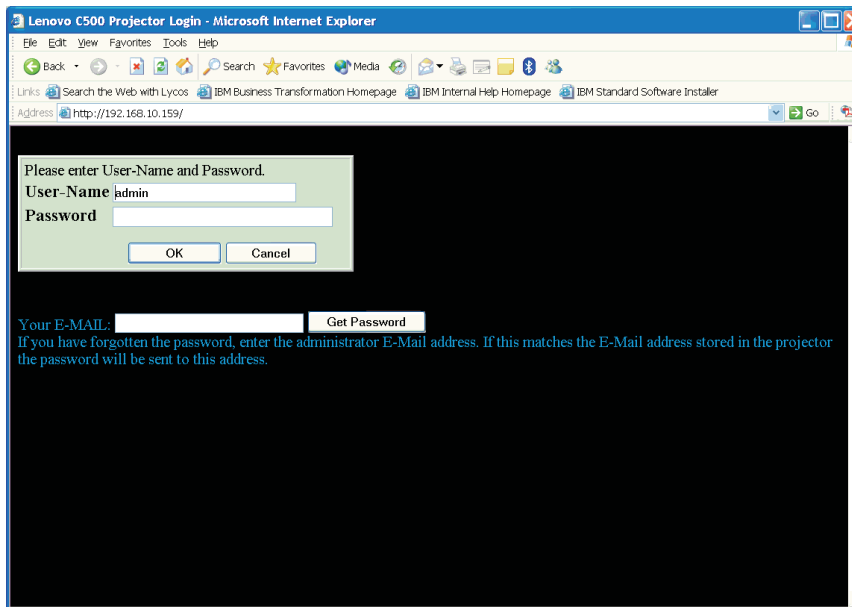 Lenovo C500 Projector Login - Microsoft Internet Explorer
File Edit View Favorites Tools Help
Back Search Favorites Media
Links Search the Web with Lycos IBM Business Transformation Homepage IBM Internal Help Homepage IBM Standard Software Installer
Address http://192.168.10.159/ Go
Please enter User-Name and Password.
User-Name admin
Password
OK Cancel
Your E-MAIL: Get Password
If you have forgotten the password, enter the administrator E-Mail address. If this matches the E-Mail address stored in the projector
the password will be sent to this address.